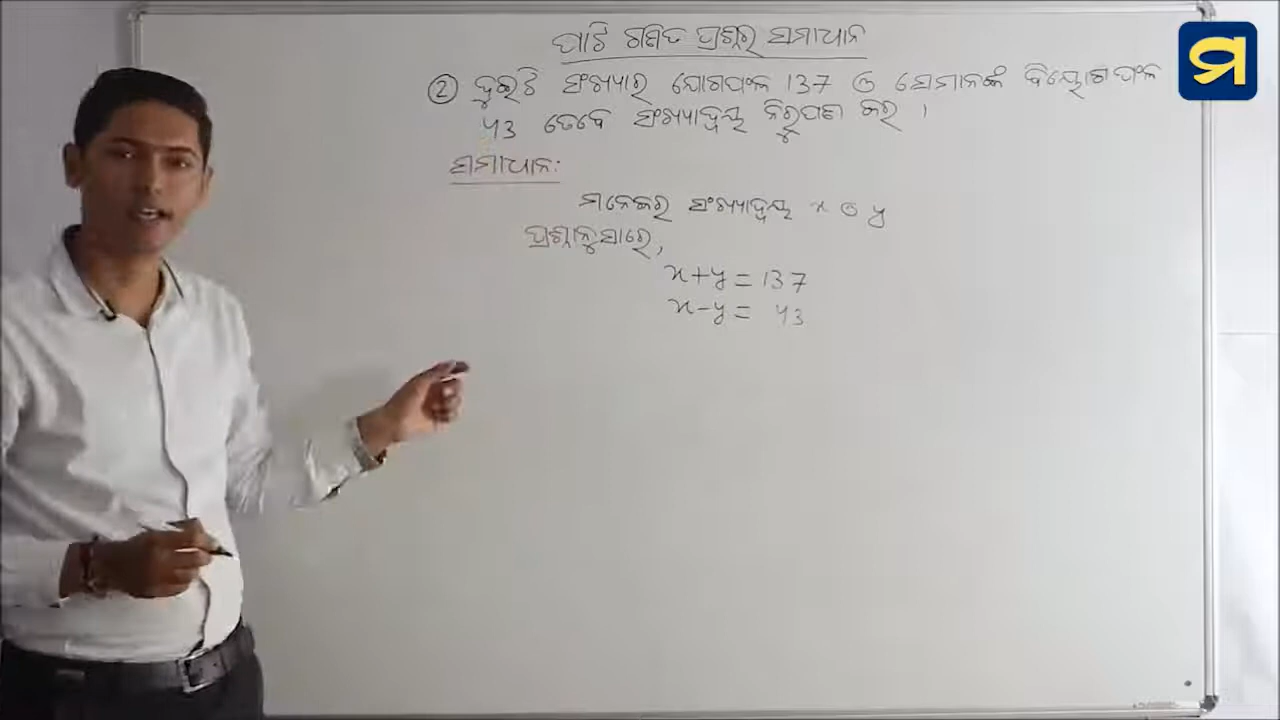 ପାଟି ଗଣିତ ପ୍ରଶ୍ନର ସମାଧାନ
② ଦୁଇଟି ସଂଖ୍ୟାର ଯୋଗଫଳ 137 ଓ ସେମାନଙ୍କ ବିୟୋଗଫଳ
43 ତେବେ ସଂଖ୍ୟାଦ୍ୱୟ ନିରୂପଣ କର ।
ସମାଧାନ:
ମନେକର ସଂଖ୍ୟାଦ୍ୱୟ x ଓ y
ପ୍ରଶ୍ନାନୁସାରେ,
x+y = 137
x-y = 43
ମ